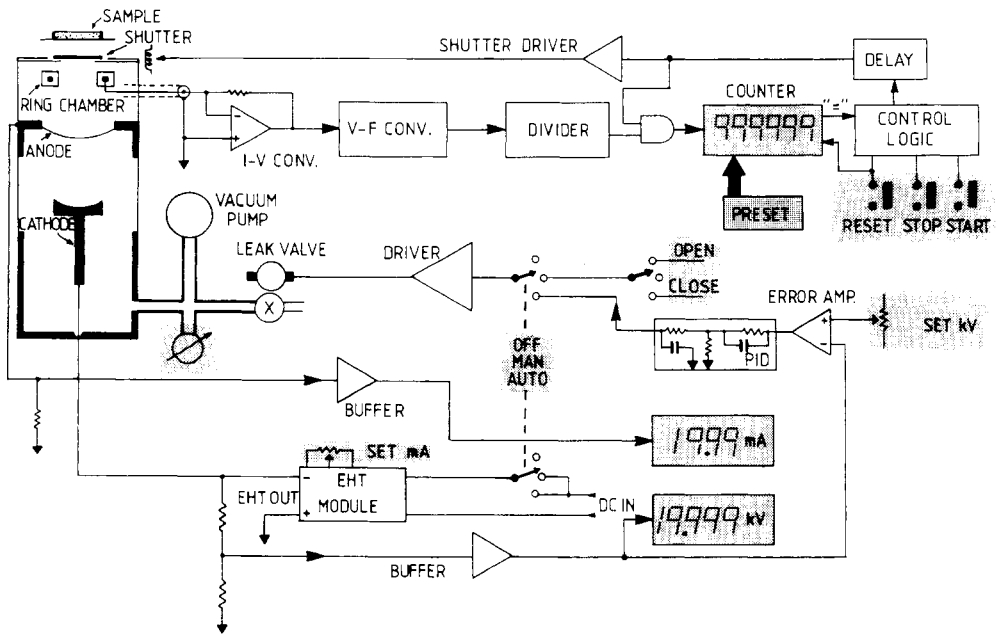 SAMPLE
SHUTTER
SHUTTER DRIVER
DELAY
RING CHAMBER
COUNTER
"="
CONTROL
LOGIC
999999
ANODE
I-V CONV.
V-F CONV.
DIVIDER
PRESET
RESET STOP START
VACUUM
PUMP
CATHODE
LEAK VALVE
DRIVER
OPEN
CLOSE
X
ERROR AMP.
+
-
SET kV
PID
OFF
MAN
AUTO
BUFFER
19.99 mA
SET mA
EHT OUT
-
+
EHT
MODULE
DC IN
19.999 kV
BUFFER